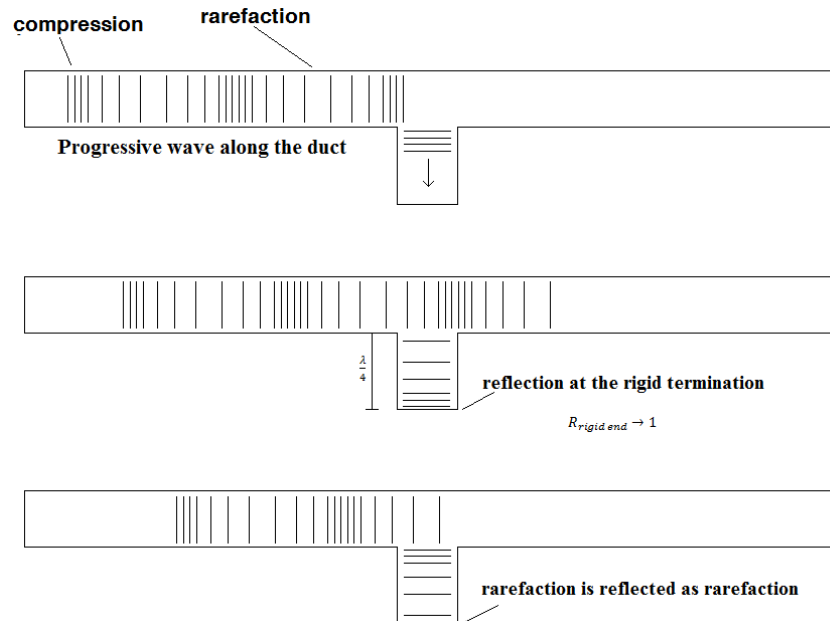 compression
rarefaction
Progressive wave along the duct
λ/4
reflection at the rigid termination
R_rigid end → 1
rarefaction is reflected as rarefaction